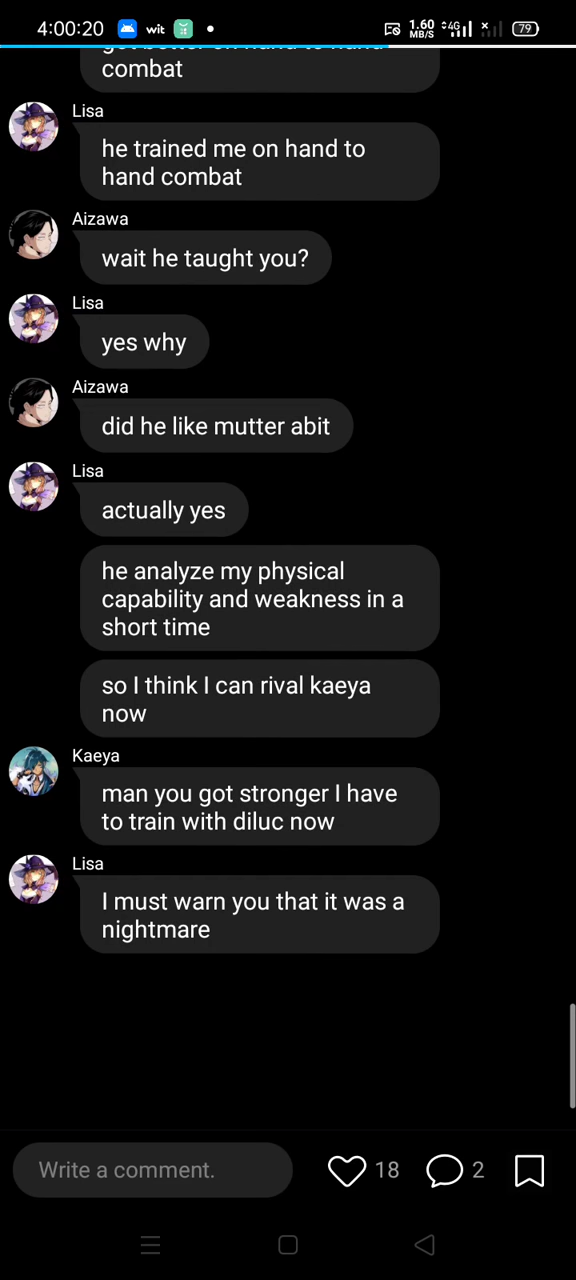 4:00:20 wit 1.60 MB/S 4G 79
combat
Lisa
he trained me on hand to
hand combat
Aizawa
wait he taught you?
Lisa
yes why
Aizawa
did he like mutter abit
Lisa
actually yes
he analyze my physical
capability and weakness in a
short time
so I think I can rival kaeya
now
Kaeya
man you got stronger I have
to train with diluc now
Lisa
I must warn you that it was a
nightmare
Write a comment. 18 2